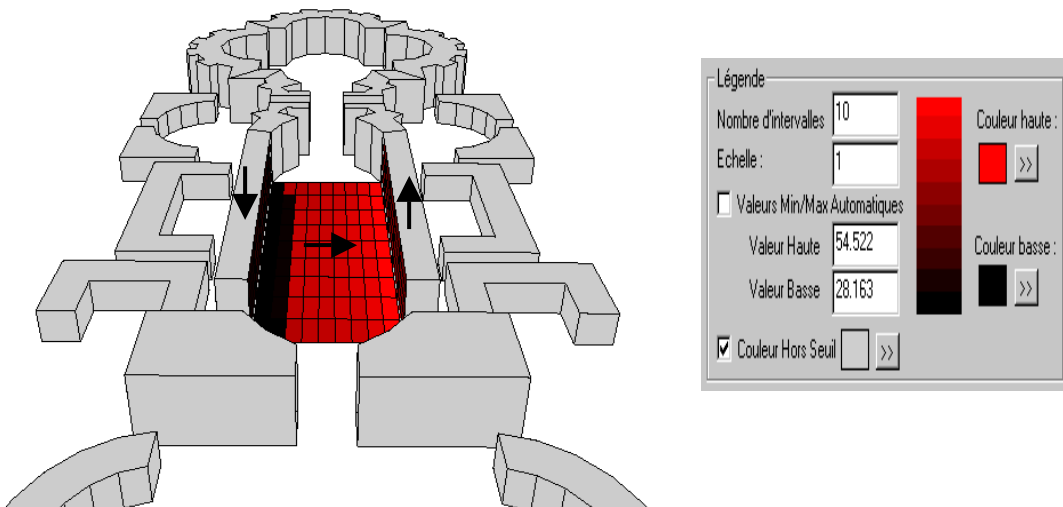 Légende
Nombre d'intervalles 10
Echelle : 1
Valeurs Min/Max Automatiques
Valeur Haute 54.522
Valeur Basse 28.163
Couleur Hors Seuil >>
Couleur haute :
>>
Couleur basse :
>>